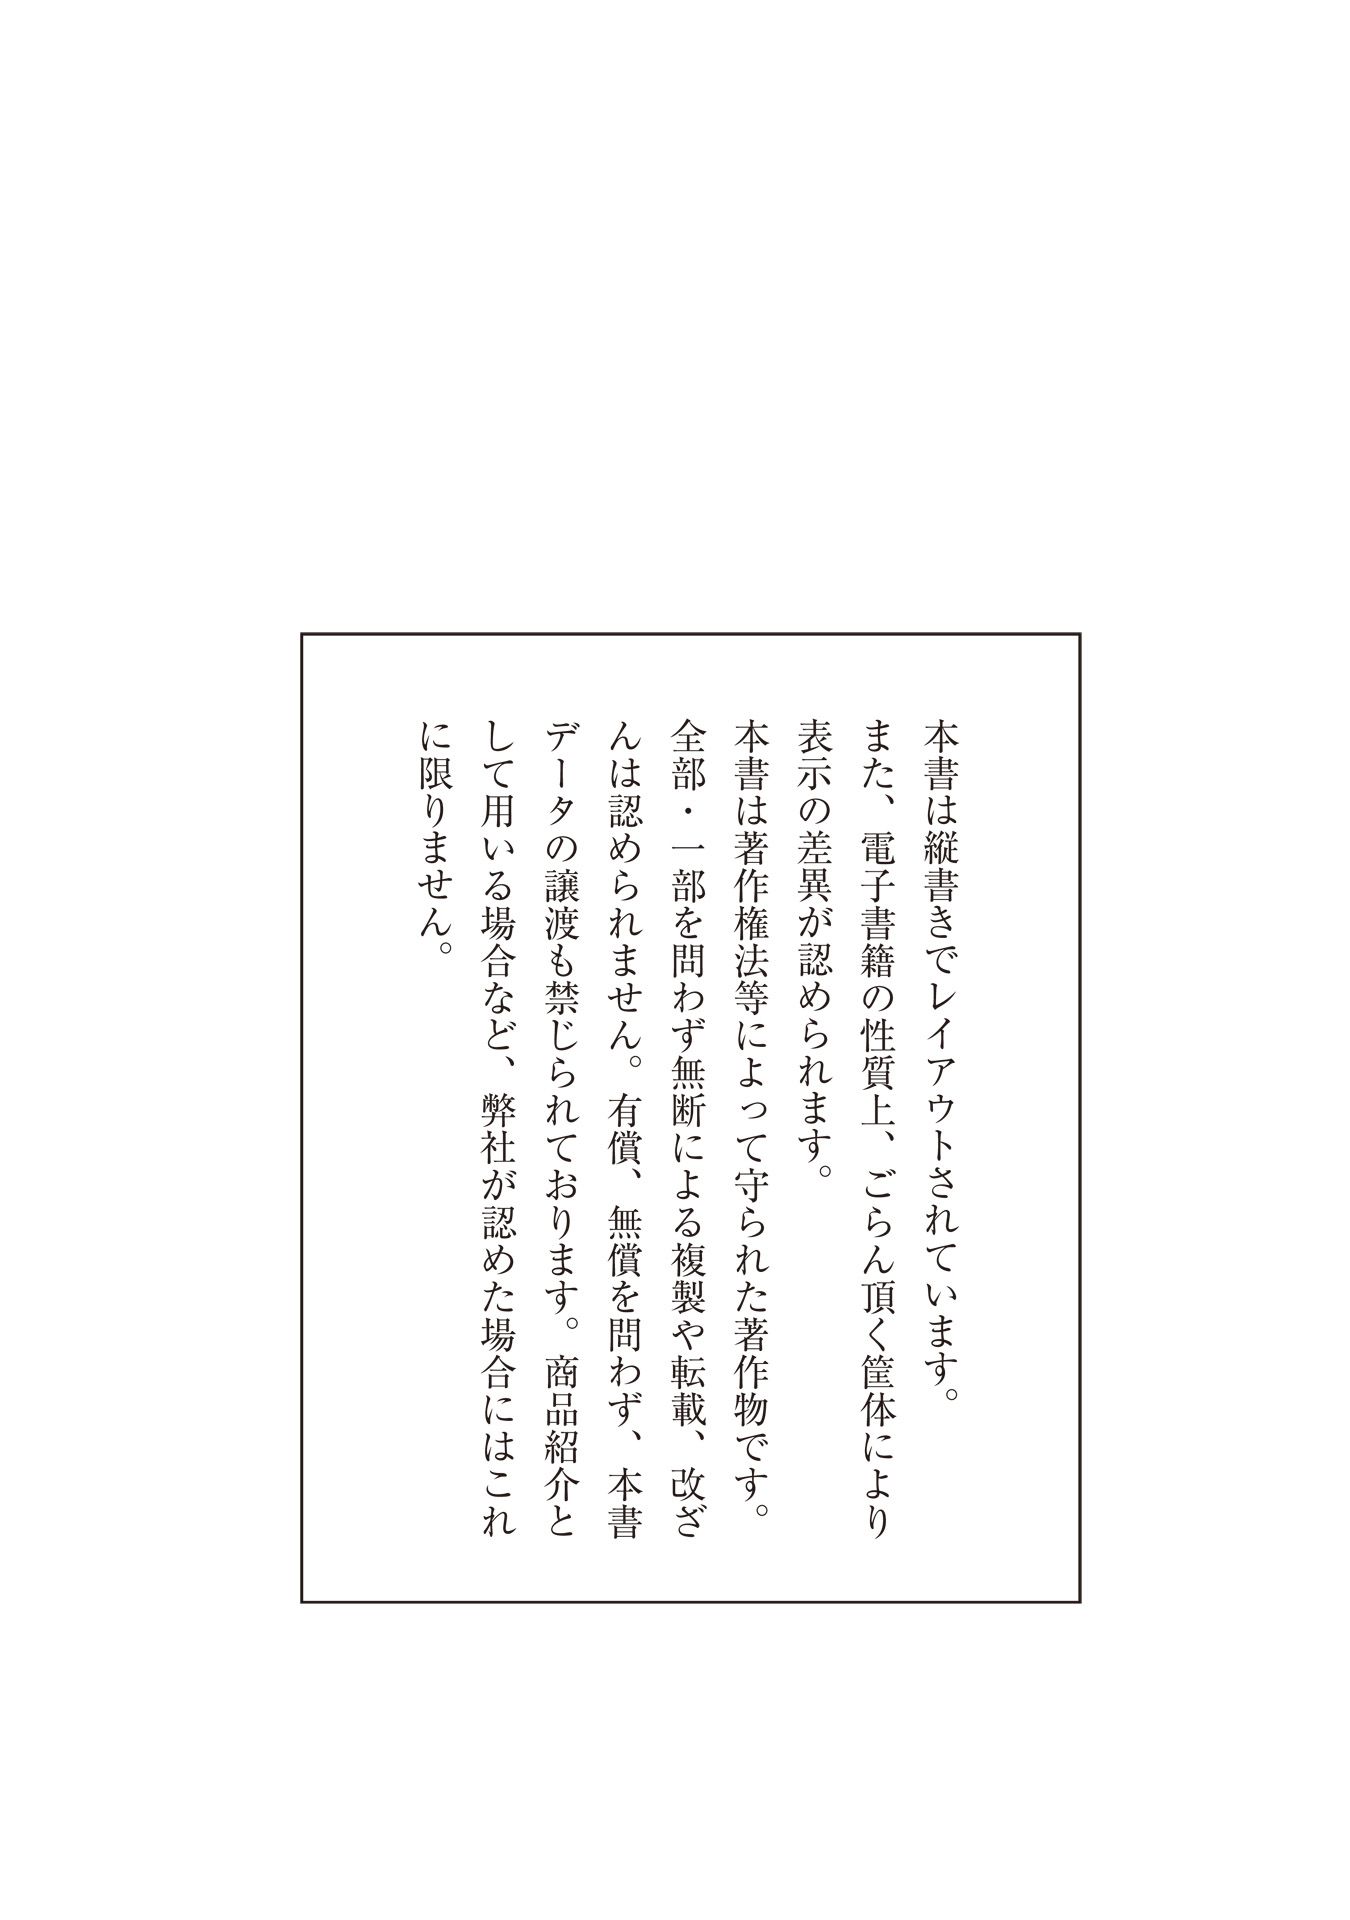 本書は縦書きでレイアウトされています。
また、電子書籍の性質上、ごらん頂く筐体により
表示の差異が認められます。
本書は著作権法等によって守られた著作物です。
全部・一部を問わず無断による複製や転載、改ざ
んは認められません。有償、無償を問わず、本書
データの譲渡も禁じられております。商品紹介と
して用いる場合など、弊社が認めた場合にはこれ
に限りません。